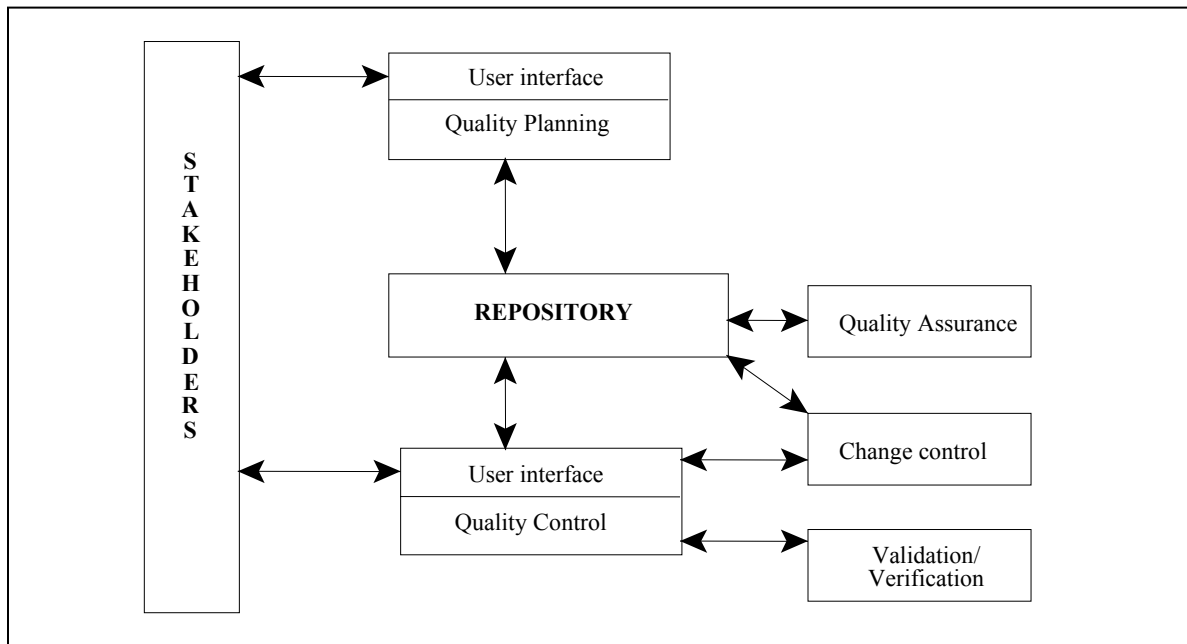 STAKEHOLDERS
User interface
Quality Planning
REPOSITORY
Quality Assurance
Change control
User interface
Quality Control
Validation/
Verification